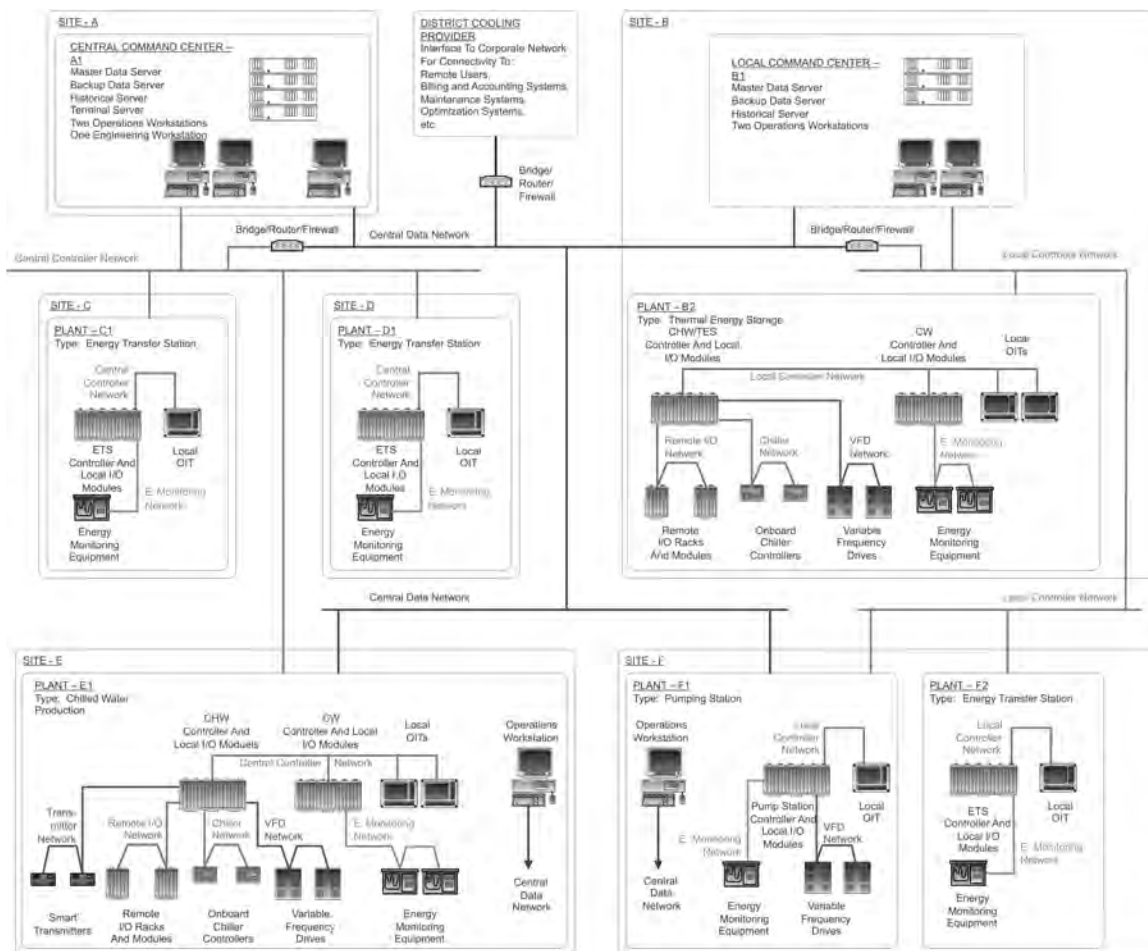 SITE - A
CENTRAL COMMAND CENTER –
A1
Master Data Server
Backup Data Server
Historical Server
Terminal Server
Two Operations Workstations
One Engineering Workstation
DISTRICT COOLING
PROVIDER
Interface To Corporate Network
For Connectivity To:
Remote Users,
Billing and Accounting Systems,
Maintenance Systems,
Optimization Systems,
etc.
Bridge/
Router/
Firewall
SITE - B
LOCAL COMMAND CENTER –
B1
Master Data Server
Backup Data Server
Historical Server
Two Operations Workstations
Bridge/Router/Firewall
Central Data Network
Bridge/Router/Firewall
Central Controller Network
Local Controller Network
SITE - C
PLANT – C1
Type: Energy Transfer Station
Central
Controller
Network
ETS
Controller And
Local I/O
Modules
Local
OIT
E. Monitoring
Network
Energy
Monitoring
Equipment
SITE - D
PLANT – D1
Type: Energy Transfer Station
Central
Controller
Network
ETS
Controller And
Local I/O
Modules
Local
OIT
E. Monitoring
Network
Energy
Monitoring
Equipment
PLANT – B2
Type: Thermal Energy Storage
CHW/TES
Controller And Local
I/O Modules
CW
Controller And
Local I/O Modules
Local
OITs
Local Controller Network
Remote I/O
Network
Chiller
Network
VFD
Network
E. Monitoring
Network
Remote
I/O Racks
And Modules
Onboard
Chiller
Controllers
Variable
Frequency
Drives
Energy
Monitoring
Equipment
Central Data Network
Local Controller Network
SITE - E
PLANT – E1
Type: Chilled Water
Production
CHW
Controller And
Local I/O Moduels
CW
Controller And Local
I/O Modules
Local
OITs
Operations
Workstation
Central Controller Network
Trans-
mitter
Network
Remote I/O
Network
Chiller
Network
VFD
Network
E. Monitoring
Network
Smart
Transmitters
Remote
I/O Racks
And Modules
Onboard
Chiller
Controllers
Variable
Frequency
Drives
Energy
Monitoring
Equipment
Central
Data
Network
SITE - F
PLANT – F1
Type: Pumping Station
Operations
Workstation
Local
Controller
Network
Pump Station
Controller And
Local I/O
Modules
Local
OIT
E. Monitoring
Network
VFD
Network
Central
Data
Network
Energy
Monitoring
Equipment
Variable
Frequency
Drives
PLANT – F2
Type: Energy Transfer Station
Local
Controller
Network
ETS
Controller And
Local I/O
Modules
Local
OIT
E. Monitoring
Network
Energy
Monitoring
Equipment